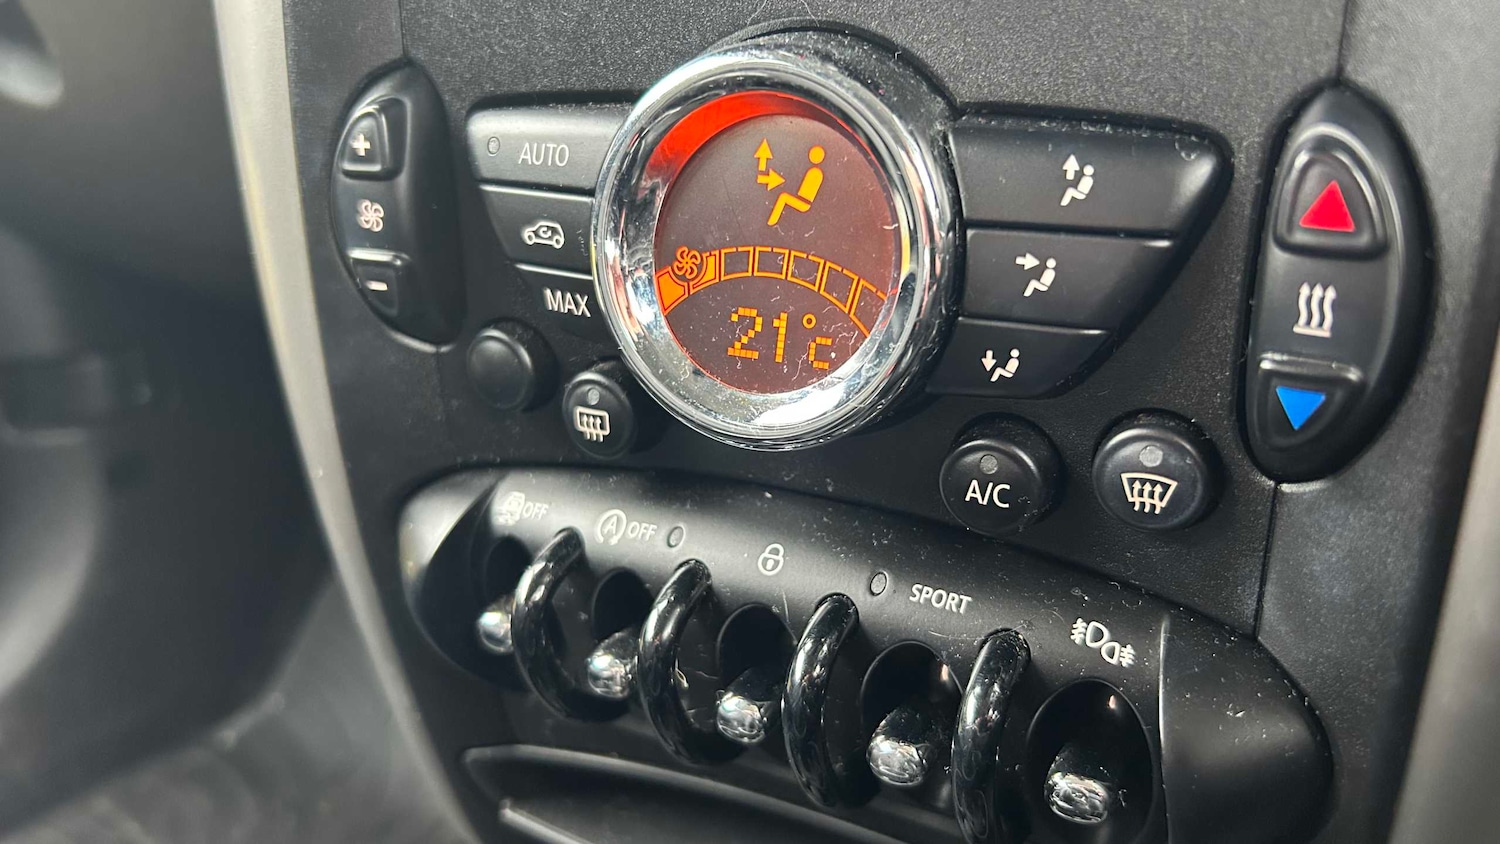 +
AUTO
MAX
-
21°c
A/C
OFF
A OFF
SPORT